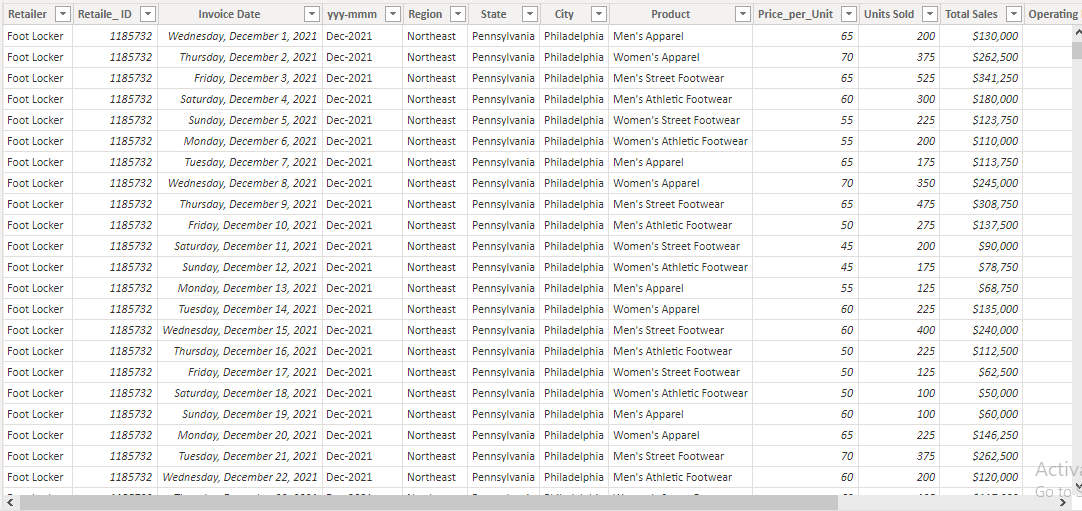 Retailer Retaile_ ID Invoice Date yyy-mmm Region State City Product Price_per_Unit Units Sold Total Sales Operating
Foot Locker 1185732 Wednesday, December 1, 2021 Dec-2021 Northeast Pennsylvania Philadelphia Men's Apparel 65 200 $130,000
Foot Locker 1185732 Thursday, December 2, 2021 Dec-2021 Northeast Pennsylvania Philadelphia Women's Apparel 70 375 $262,500
Foot Locker 1185732 Friday, December 3, 2021 Dec-2021 Northeast Pennsylvania Philadelphia Men's Street Footwear 65 525 $341,250
Foot Locker 1185732 Saturday, December 4, 2021 Dec-2021 Northeast Pennsylvania Philadelphia Men's Athletic Footwear 60 300 $180,000
Foot Locker 1185732 Sunday, December 5, 2021 Dec-2021 Northeast Pennsylvania Philadelphia Women's Street Footwear 55 225 $123,750
Foot Locker 1185732 Monday, December 6, 2021 Dec-2021 Northeast Pennsylvania Philadelphia Women's Athletic Footwear 55 200 $110,000
Foot Locker 1185732 Tuesday, December 7, 2021 Dec-2021 Northeast Pennsylvania Philadelphia Men's Apparel 65 175 $113,750
Foot Locker 1185732 Wednesday, December 8, 2021 Dec-2021 Northeast Pennsylvania Philadelphia Women's Apparel 70 350 $245,000
Foot Locker 1185732 Thursday, December 9, 2021 Dec-2021 Northeast Pennsylvania Philadelphia Men's Street Footwear 65 475 $308,750
Foot Locker 1185732 Friday, December 10, 2021 Dec-2021 Northeast Pennsylvania Philadelphia Men's Athletic Footwear 50 275 $137,500
Foot Locker 1185732 Saturday, December 11, 2021 Dec-2021 Northeast Pennsylvania Philadelphia Women's Street Footwear 45 200 $90,000
Foot Locker 1185732 Sunday, December 12, 2021 Dec-2021 Northeast Pennsylvania Philadelphia Women's Athletic Footwear 45 175 $78,750
Foot Locker 1185732 Monday, December 13, 2021 Dec-2021 Northeast Pennsylvania Philadelphia Men's Apparel 55 125 $68,750
Foot Locker 1185732 Tuesday, December 14, 2021 Dec-2021 Northeast Pennsylvania Philadelphia Women's Apparel 60 225 $135,000
Foot Locker 1185732 Wednesday, December 15, 2021 Dec-2021 Northeast Pennsylvania Philadelphia Men's Street Footwear 60 400 $240,000
Foot Locker 1185732 Thursday, December 16, 2021 Dec-2021 Northeast Pennsylvania Philadelphia Men's Athletic Footwear 50 225 $112,500
Foot Locker 1185732 Friday, December 17, 2021 Dec-2021 Northeast Pennsylvania Philadelphia Women's Street Footwear 50 125 $62,500
Foot Locker 1185732 Saturday, December 18, 2021 Dec-2021 Northeast Pennsylvania Philadelphia Women's Athletic Footwear 50 100 $50,000
Foot Locker 1185732 Sunday, December 19, 2021 Dec-2021 Northeast Pennsylvania Philadelphia Men's Apparel 60 100 $60,000
Foot Locker 1185732 Monday, December 20, 2021 Dec-2021 Northeast Pennsylvania Philadelphia Women's Apparel 65 225 $146,250
Foot Locker 1185732 Tuesday, December 21, 2021 Dec-2021 Northeast Pennsylvania Philadelphia Men's Street Footwear 70 375 $262,500
Foot Locker 1185732 Wednesday, December 22, 2021 Dec-2021 Northeast Pennsylvania Philadelphia Men's Athletic Footwear 60 200 $120,000
Activa
Go to S